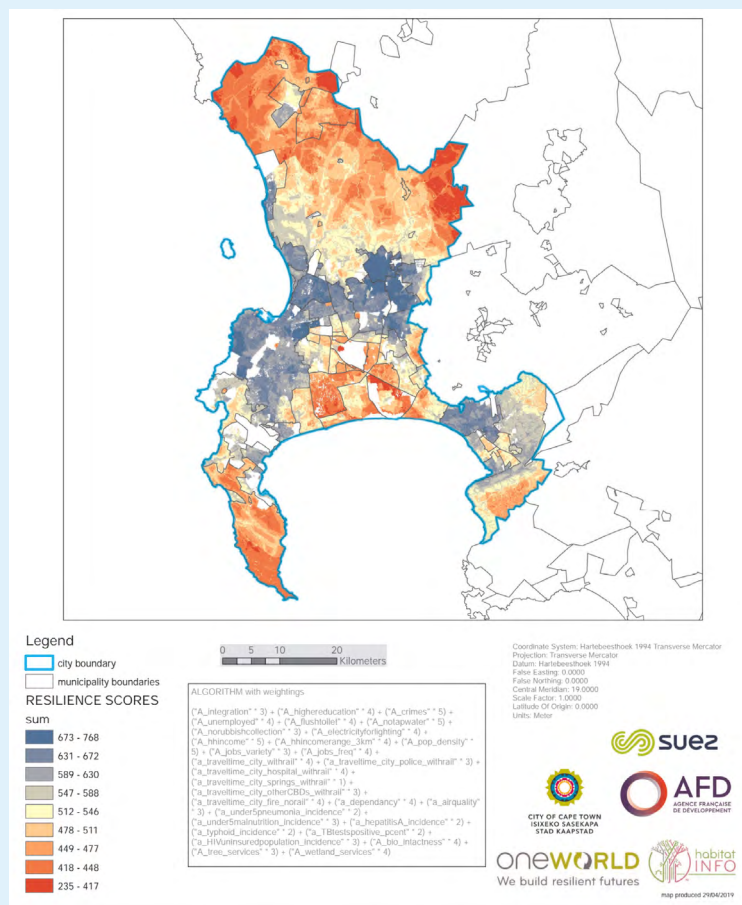 Legend
city boundary
municipality boundaries
RESILIENCE SCORES
sum
673 - 768
631 - 672
589 - 630
547 - 588
512 - 546
478 - 511
449 - 477
418 - 448
235 - 417
0 5 10 20
Kilometers
ALGORITHM with weightings
("A_integration" * 3) + ("A_highereducation" * 4) + ("A_crimes" * 5) +
("A_unemployed" * 4) + ("A_flushtoilet" * 4) + ("A_notapwater" * 5) +
("A_norubbishcollection" * 3) + ("A_electricityforlighting" * 4) +
("A_hhincome" * 5) + ("A_hhincomerange_3km" * 4) + ("A_pop_density" *
5) + ("A_jobs_variety" * 3) + ("A_jobs_freq" * 4) +
("a_traveltime_city_withrail" * 4) + ("a_traveltime_city_police_withrail" * 3) +
("a_traveltime_city_hospital_withrail" * 4) +
("a_traveltime_city_springs_withrail" * 1) +
("a_traveltime_city_otherCBDs_withrail" * 3) +
("a_traveltime_city_fire_norail" * 4) + ("a_dependancy" * 4) + ("a_airquality"
* 3) + ("a_under5pneumonia_incidence" * 2) +
("a_under5malnutrition_incidence" * 3) + ("a_hepatitisA_incidence" * 2) +
("a_typhoid_incidence" * 2) + ("a_TBtestspositive_pcent" * 2) +
("a_HIVuninsuredpopulation_incidence" * 3) + ("A_bio_intactness" * 4) +
("A_tree_services" * 3) + ("A_wetland_services" * 4)
Coordinate System: Hartebeesthoek 1994 Transverse Mercator
Projection: Transverse Mercator
Datum: Hartebeesthoek 1994
False Easting: 0.0000
False Northing: 0.0000
Central Meridian: 19.0000
Scale Factor: 1.0000
Latitude Of Origin: 0.0000
Units: Meter
suez
CITY OF CAPE TOWN
ISIXEKO SASEKAPA
STAD KAAPSTAD
AFD
AGENCE FRANÇAISE
DE DÉVELOPPEMENT
oneWORLD
We build resilient futures
habitat
INFO
map produced 29/04/2019